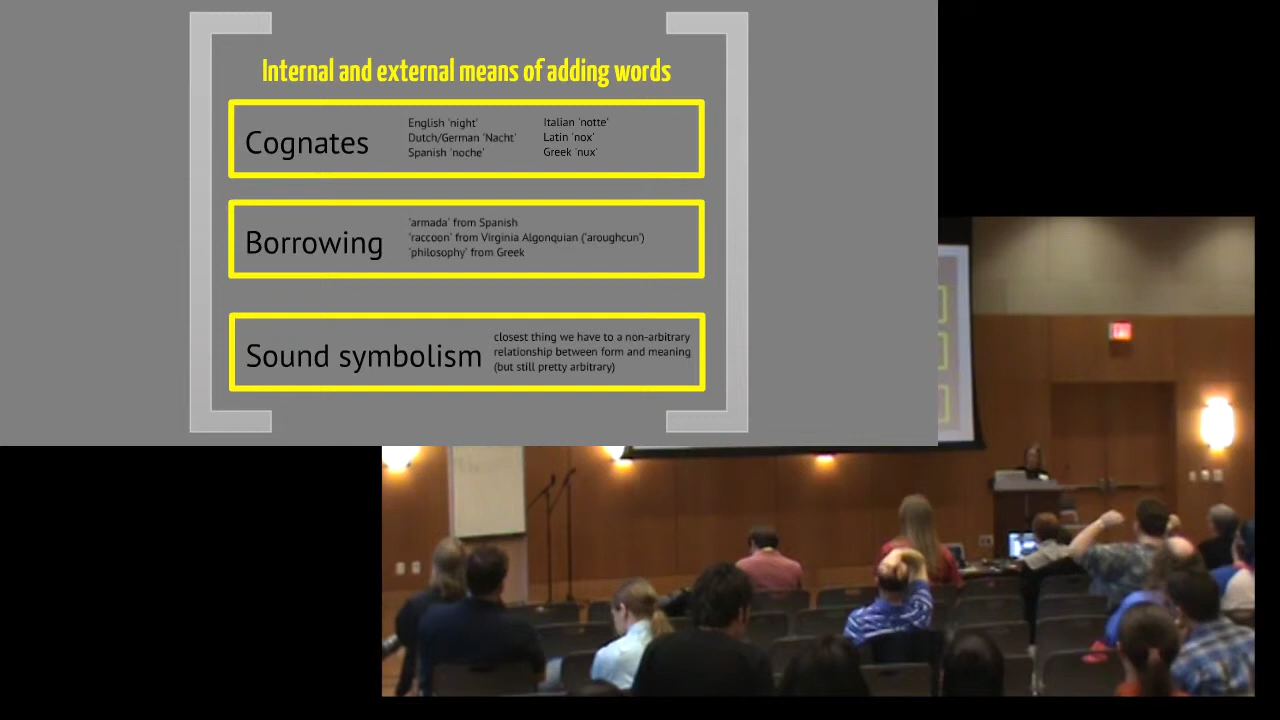 Internal and external means of adding words
Cognates
English 'night'
Dutch/German 'Nacht'
Spanish 'noche'
Italian 'notte'
Latin 'nox'
Greek 'nux'
Borrowing
'armada' from Spanish
'raccoon' from Virginia Algonquian ('aroughcun')
'philosophy' from Greek
Sound symbolism
closest thing we have to a non-arbitrary
relationship between form and meaning
(but still pretty arbitrary)